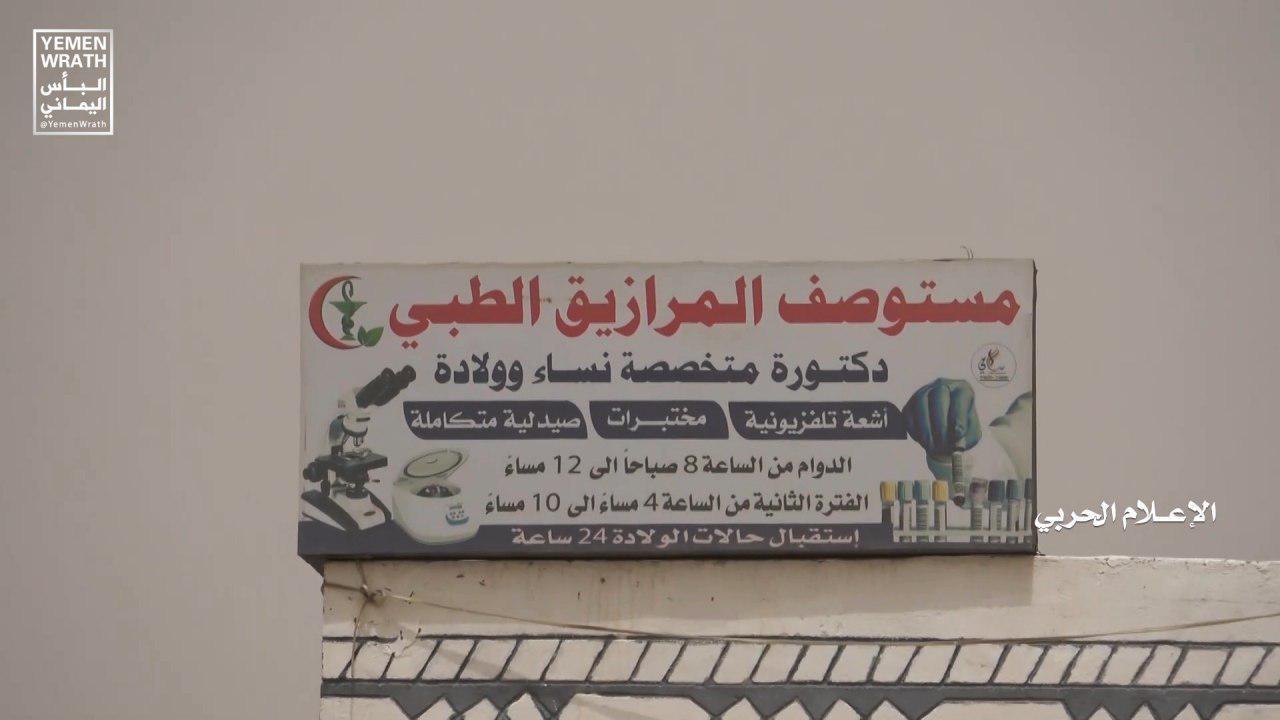 YEMEN
WRATH
البأس
اليماني
@YemenWrath
مستوصف المرازيق الطبي
دكتورة متخصصة نساء وولادة
أشعة تلفزيونية مختبرات صيدلية متكاملة
الدوام من الساعة 8 صباحاً الى 12 مساءً
الفترة الثانية من الساعة 4 مساءً الى 10 مساءً
إستقبال حالات الولادة 24 ساعة
الإعلام الحربي